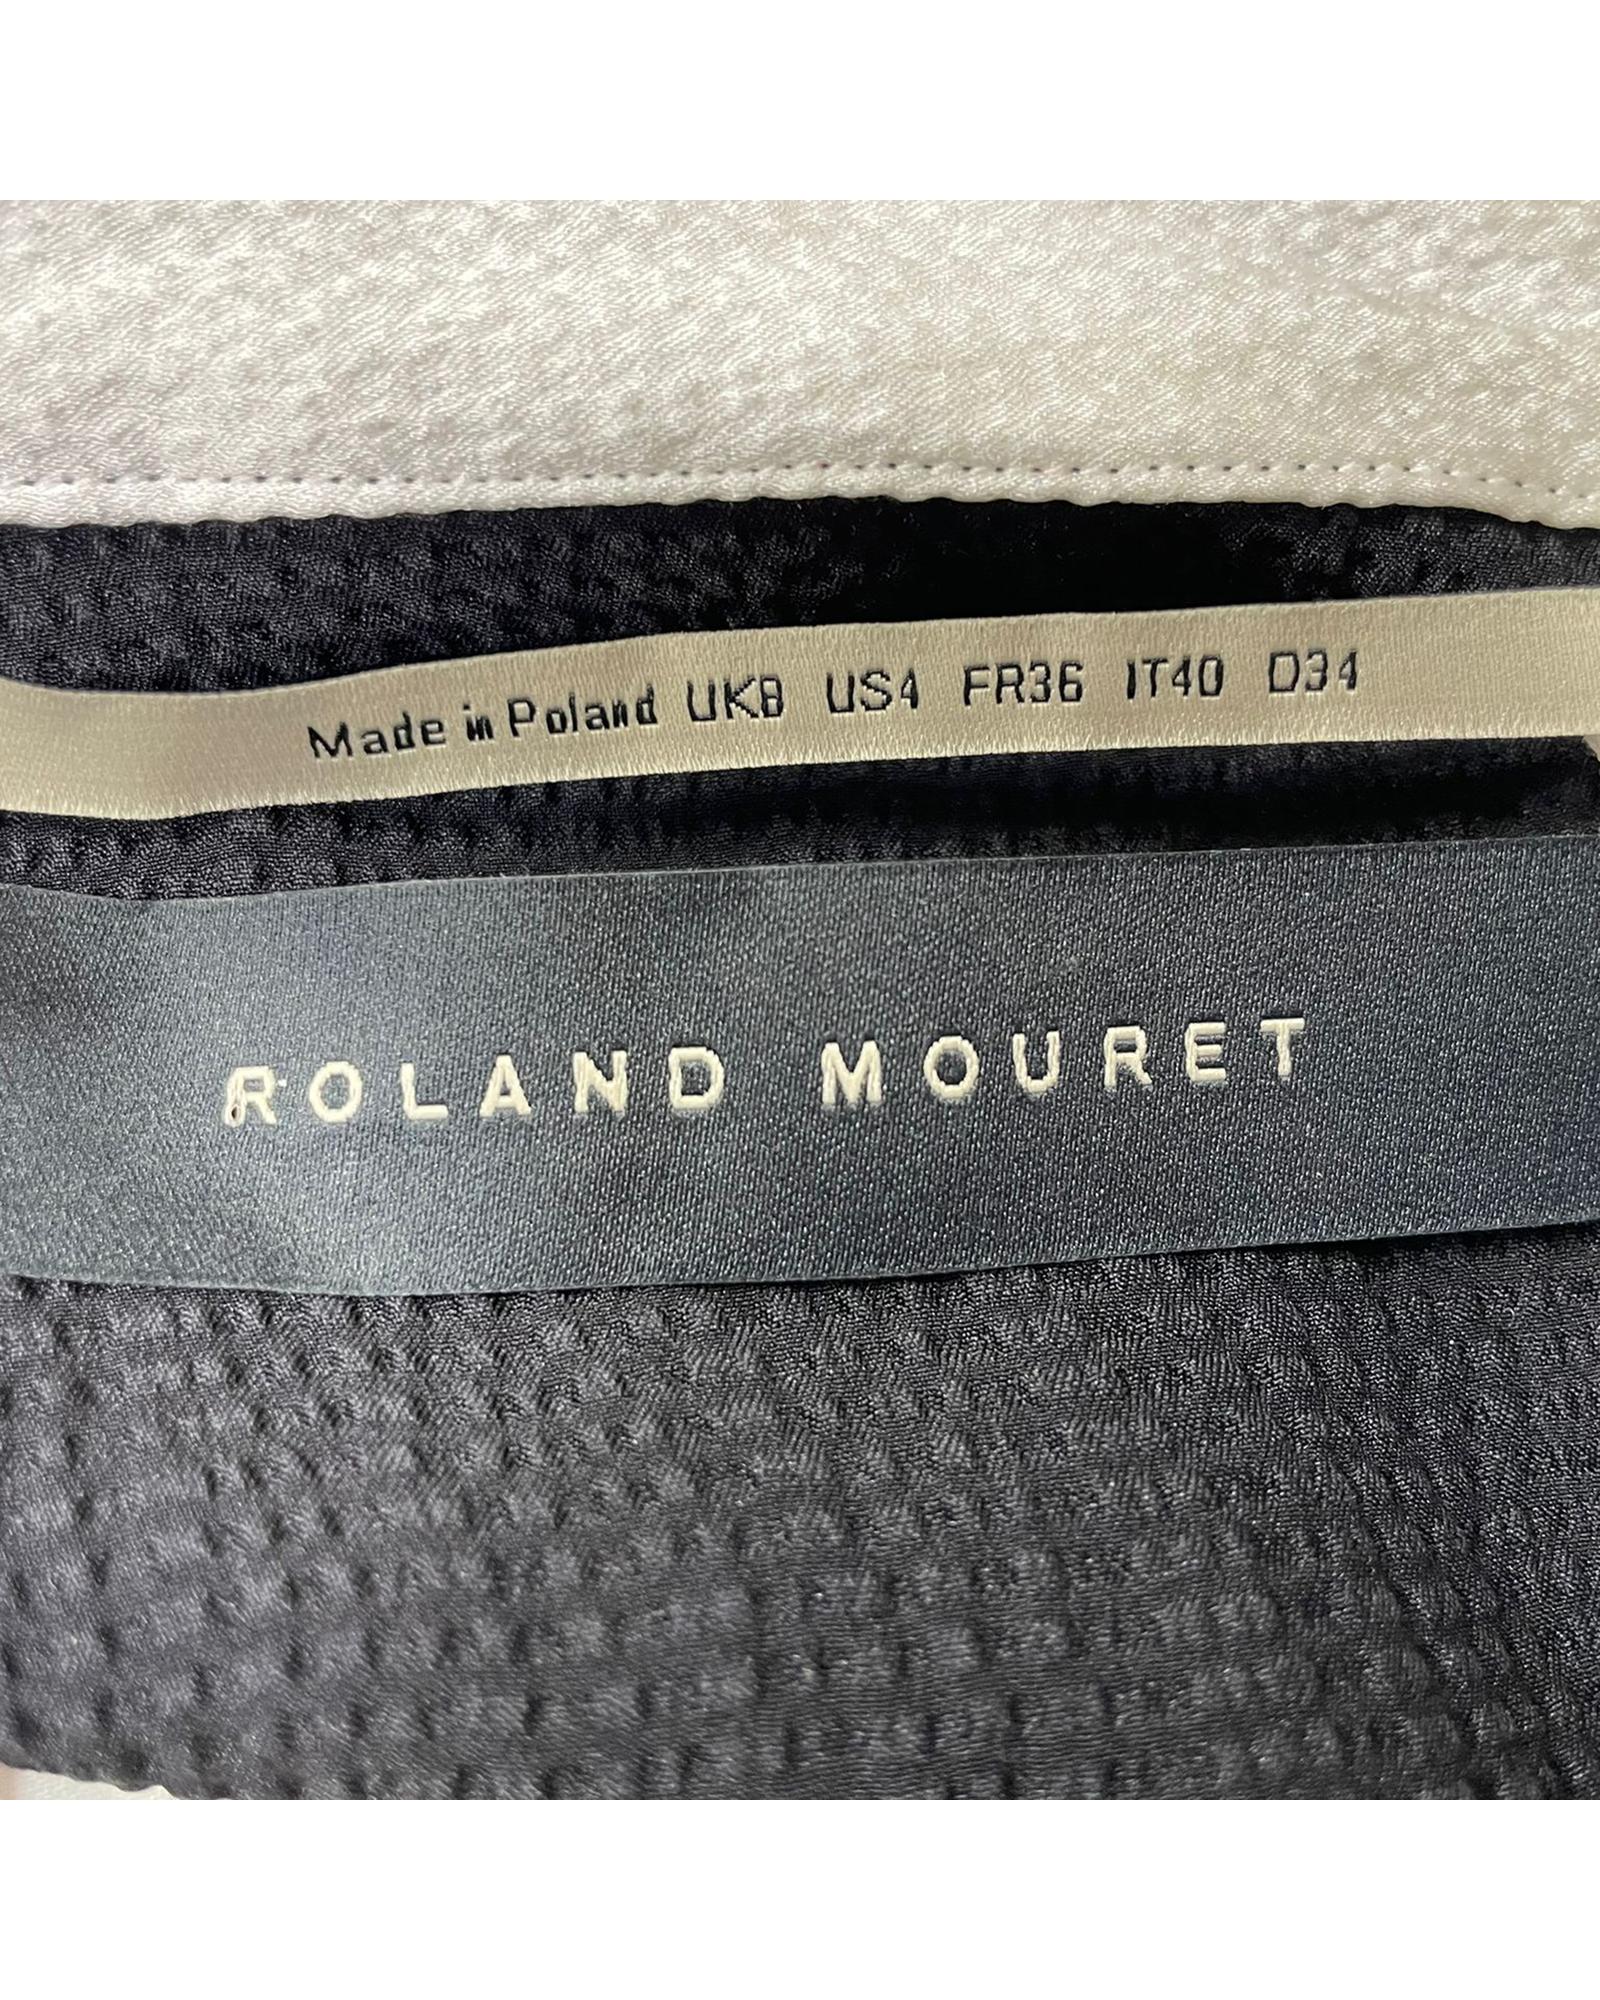 Made in Poland UK8 US4 FR36 IT40 D34
ROLAND MOURET